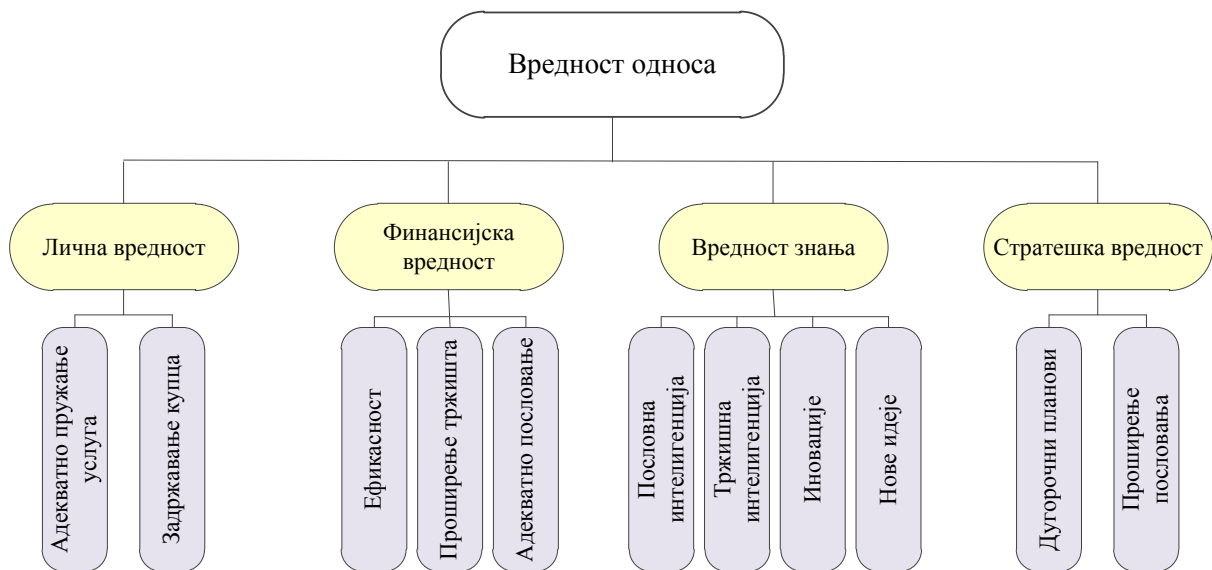 Вредност односа
Лична вредност
Финансијска
вредност
Вредност знања
Стратешка вредност
Адекватно пружање
услуга
Задржавање купца
Ефикасност
Проширење тржишта
Адекватно пословање
Пословна
интелигенција
Тржишна
интелигенција
Иновације
Нове идеје
Дугорочни планови
Проширење
пословања